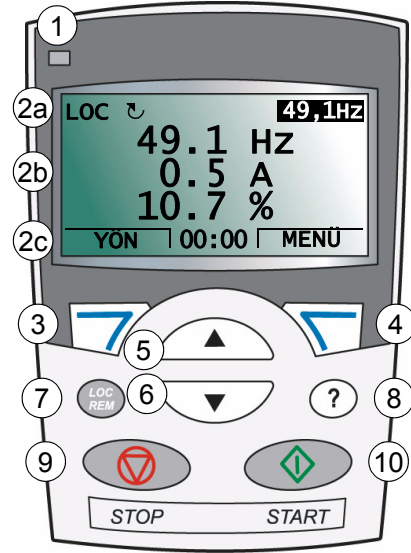 1
2a LOC ↻ 49,1Hz
49.1 Hz
2b 0.5 A
10.7 %
2c YÖN 00:00 MENÜ
3 4
5
6
7 LOC REM ? 8
9 10
STOP START